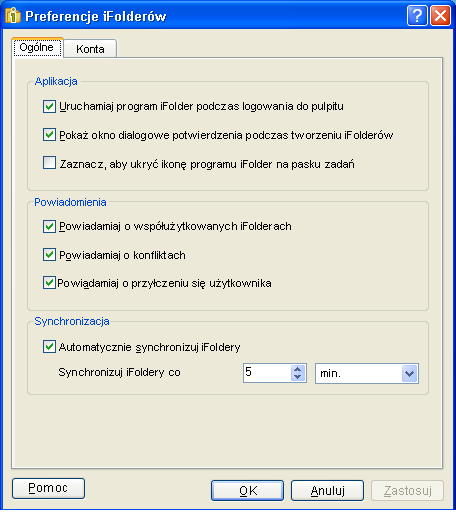 Preferencje iFolderów
Ogólne Konta
Aplikacja
Uruchamiaj program iFolder podczas logowania do pulpitu
Pokaż okno dialogowe potwierdzenia podczas tworzeniu iFolderów
Zaznacz, aby ukryć ikonę programu iFolder na pasku zadań
Powiadomienia
Powiadamiaj o współużytkowanych iFolderach
Powiadamiaj o konfliktach
Powiadamiaj o przyłczeniu się użytkownika
Synchronizacja
Automatycznie synchronizuj iFoldery
Synchronizuj iFoldery co 5 min.
Pomoc OK Anuluj Zastosuj